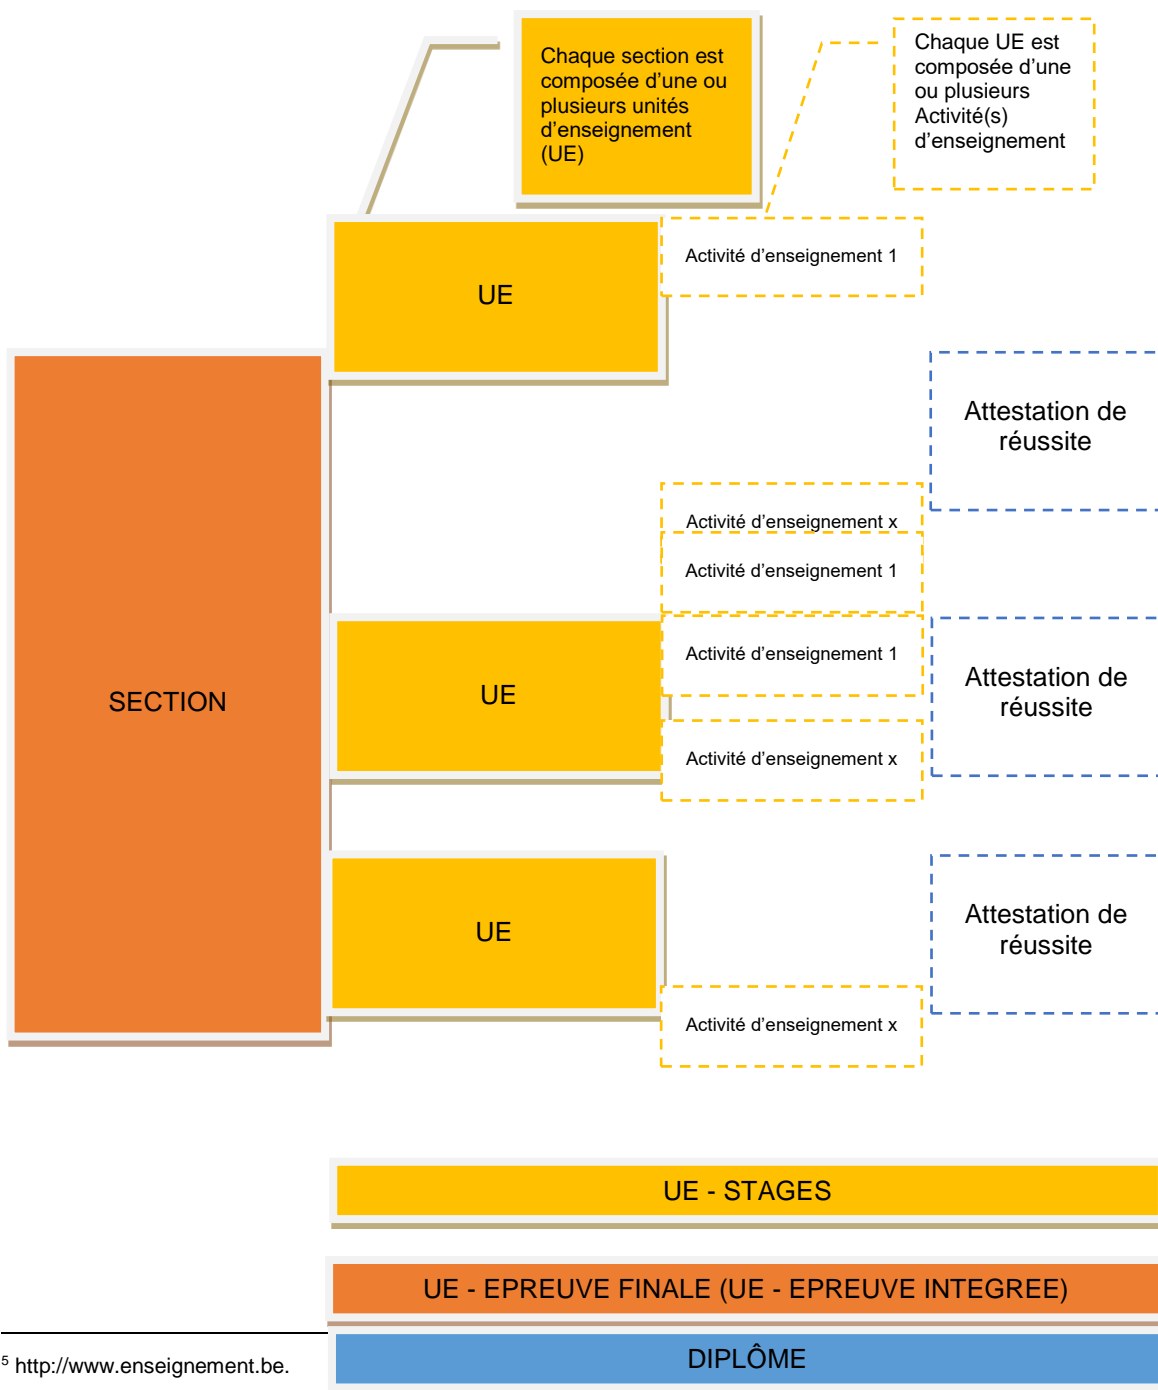 Chaque section est
composée d’une ou
plusieurs unités
d’enseignement
(UE)
Chaque UE est
composée d’une
ou plusieurs
Activité(s)
d’enseignement
UE
Activité d’enseignement 1
Attestation de
réussite
Activité d’enseignement x
Activité d’enseignement 1
SECTION
UE
Activité d’enseignement 1
Activité d’enseignement x
Attestation de
réussite
UE
Attestation de
réussite
Activité d’enseignement x
UE - STAGES
UE - EPREUVE FINALE (UE - EPREUVE INTEGREE)
DIPLÔME
5 http://www.enseignement.be.